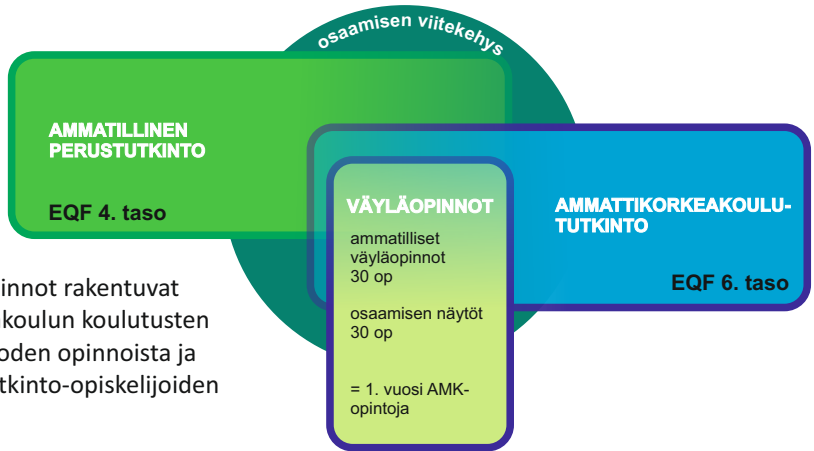 osaamisen viitekehys
AMMATILLINEN
PERUSTUTKINTO
EQF 4. taso
VÄYLÄOPINNOT
ammatilliset
väyläopinnot
30 op
osaamisen näytöt
30 op
= 1. vuosi AMK-
opintoja
AMMATTIKORKEAKOULU-
TUTKINTO
EQF 6. taso
innot rakentuvat
akoulun koulutusten
oden opinnoista ja
tkinto-opiskelijoiden